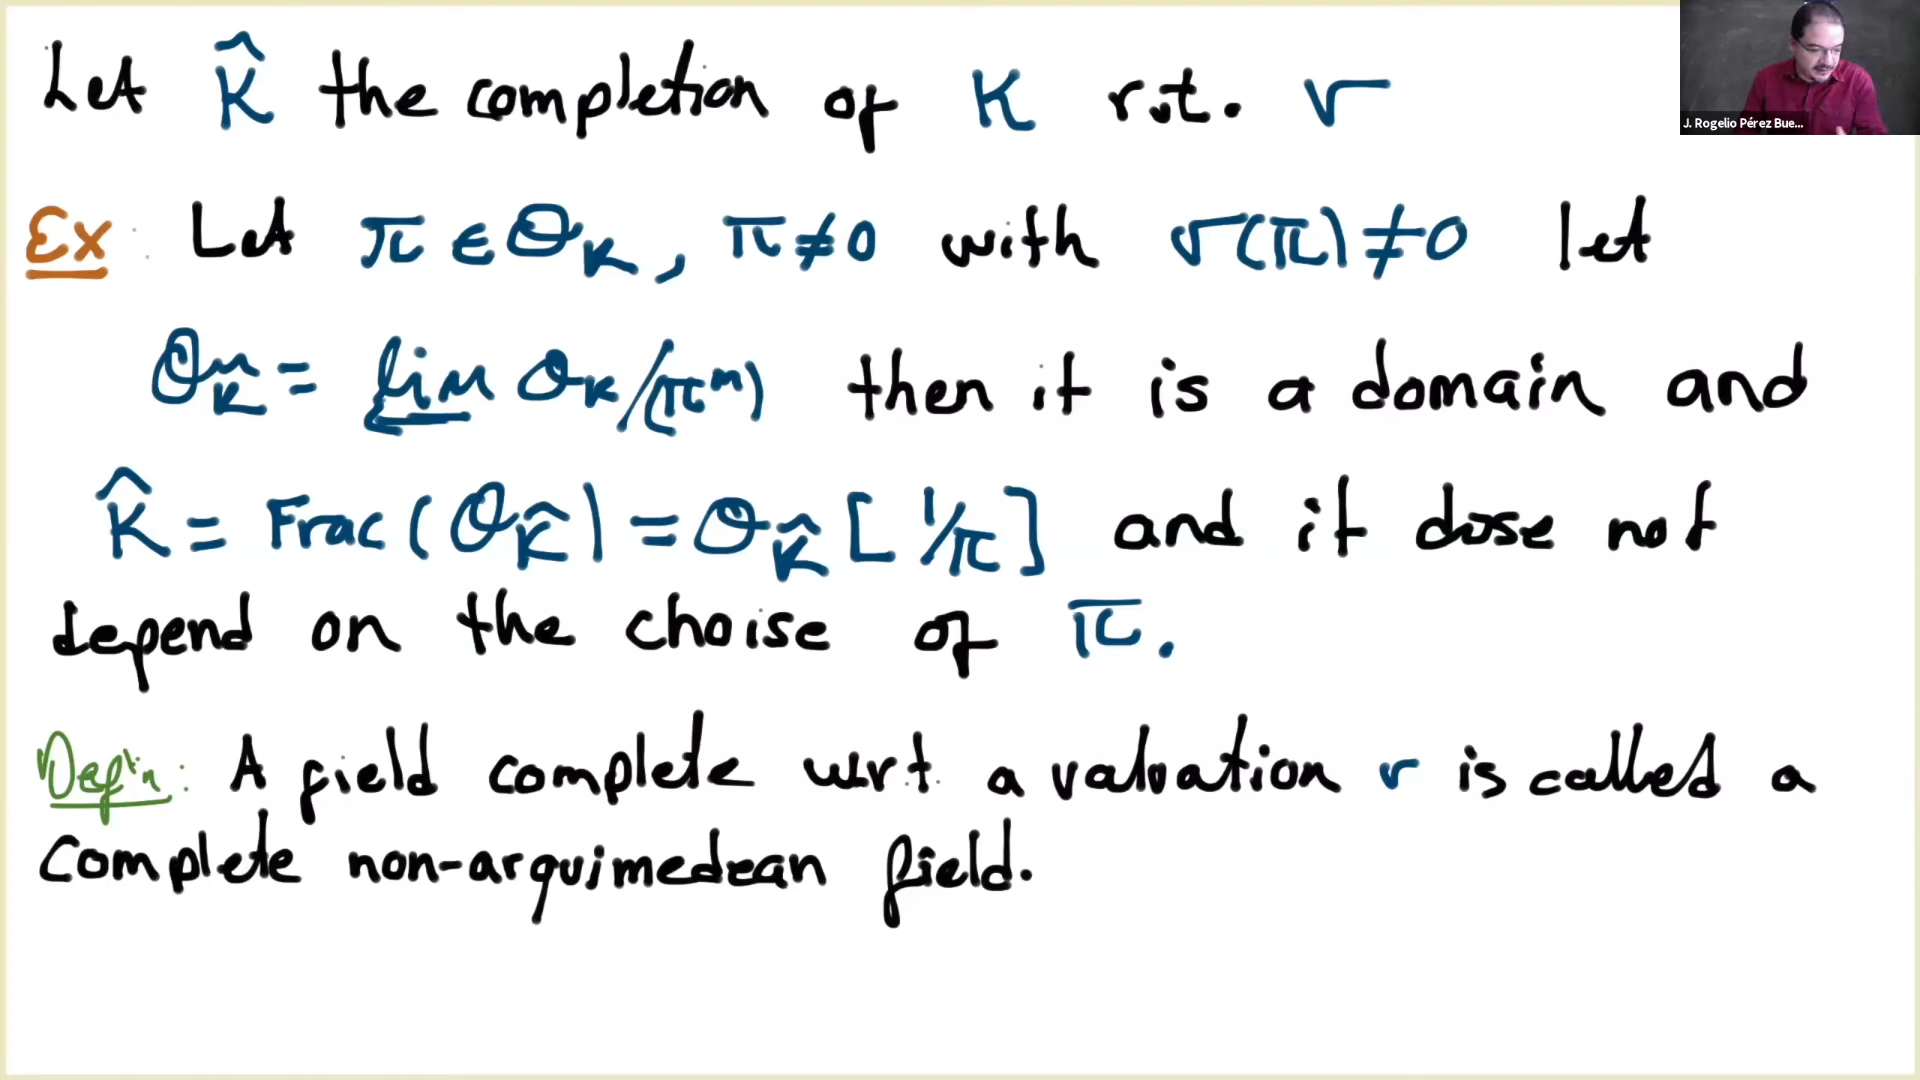 Let K̂ the completion of K rst. v
J. Rogelio Pérez Bue...
Ex: Let π ∈ O_K, π ≠ 0 with v(π) ≠ 0 let
O_K̂ = lim← O_K/(π^n) then it is a domain and
K̂ = Frac(O_K̂) = O_K̂[1/π] and it dose not
depend on the choise of π.
Def'n: A field complete wrt. a valuation v is called a
complete non-arquimedean field.